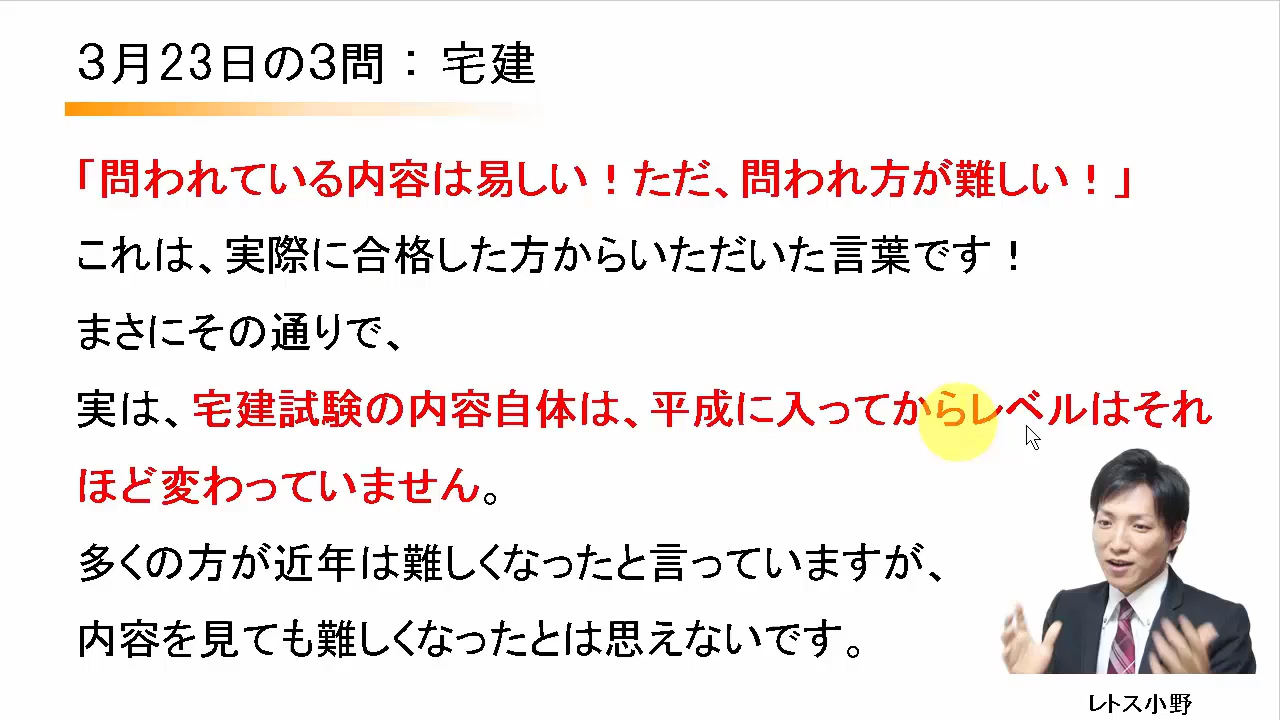 3月23日の3問：宅建
「問われている内容は易しい！ただ、問われ方が難しい！」
これは、実際に合格した方からいただいた言葉です！
まさにその通りで、
実は、宅建試験の内容自体は、平成に入ってからレベルはそれ
ほど変わっていません。
多くの方が近年は難しくなったと言っていますが、
内容を見ても難しくなったとは思えないです。
レトス小野